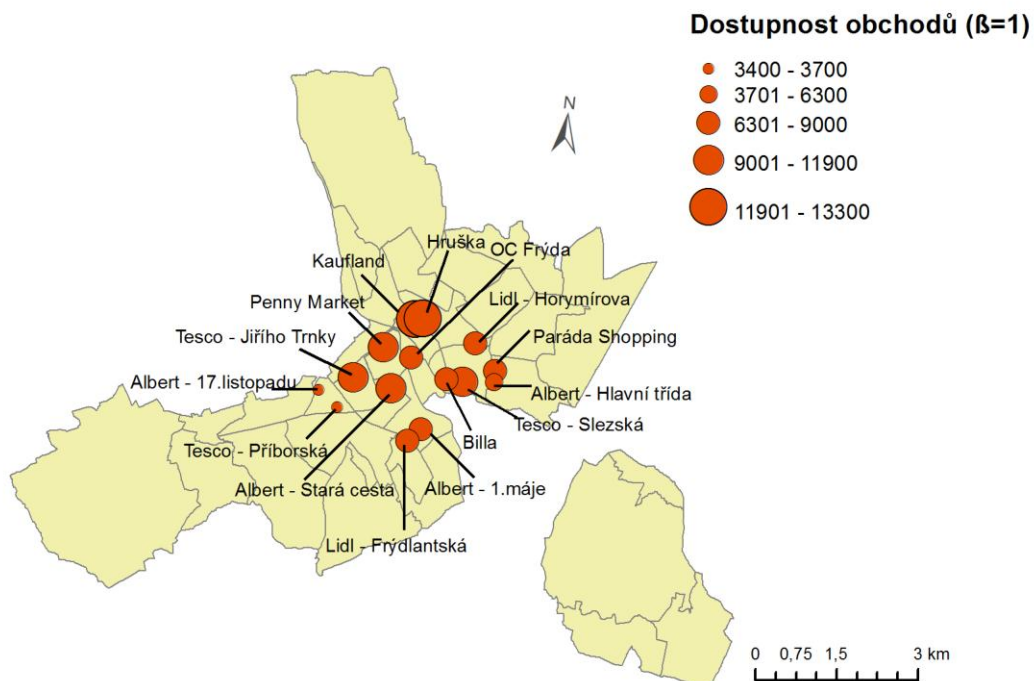 Dostupnost obchodů (ß=1)
3400 - 3700
3701 - 6300
6301 - 9000
9001 - 11900
11901 - 13300
N
Hruška
OC Frýda
Kaufland
Penny Market
Lidl - Horymírova
Tesco - Jiřího Trnky
Paráda Shopping
Albert - 17.listopadu
Albert - Hlavní třída
Tesco - Slezská
Billa
Tesco - Příborská
Albert - Stará cesta
Albert - 1.máje
Lidl - Frýdlantská
0 0,75 1,5 3 km